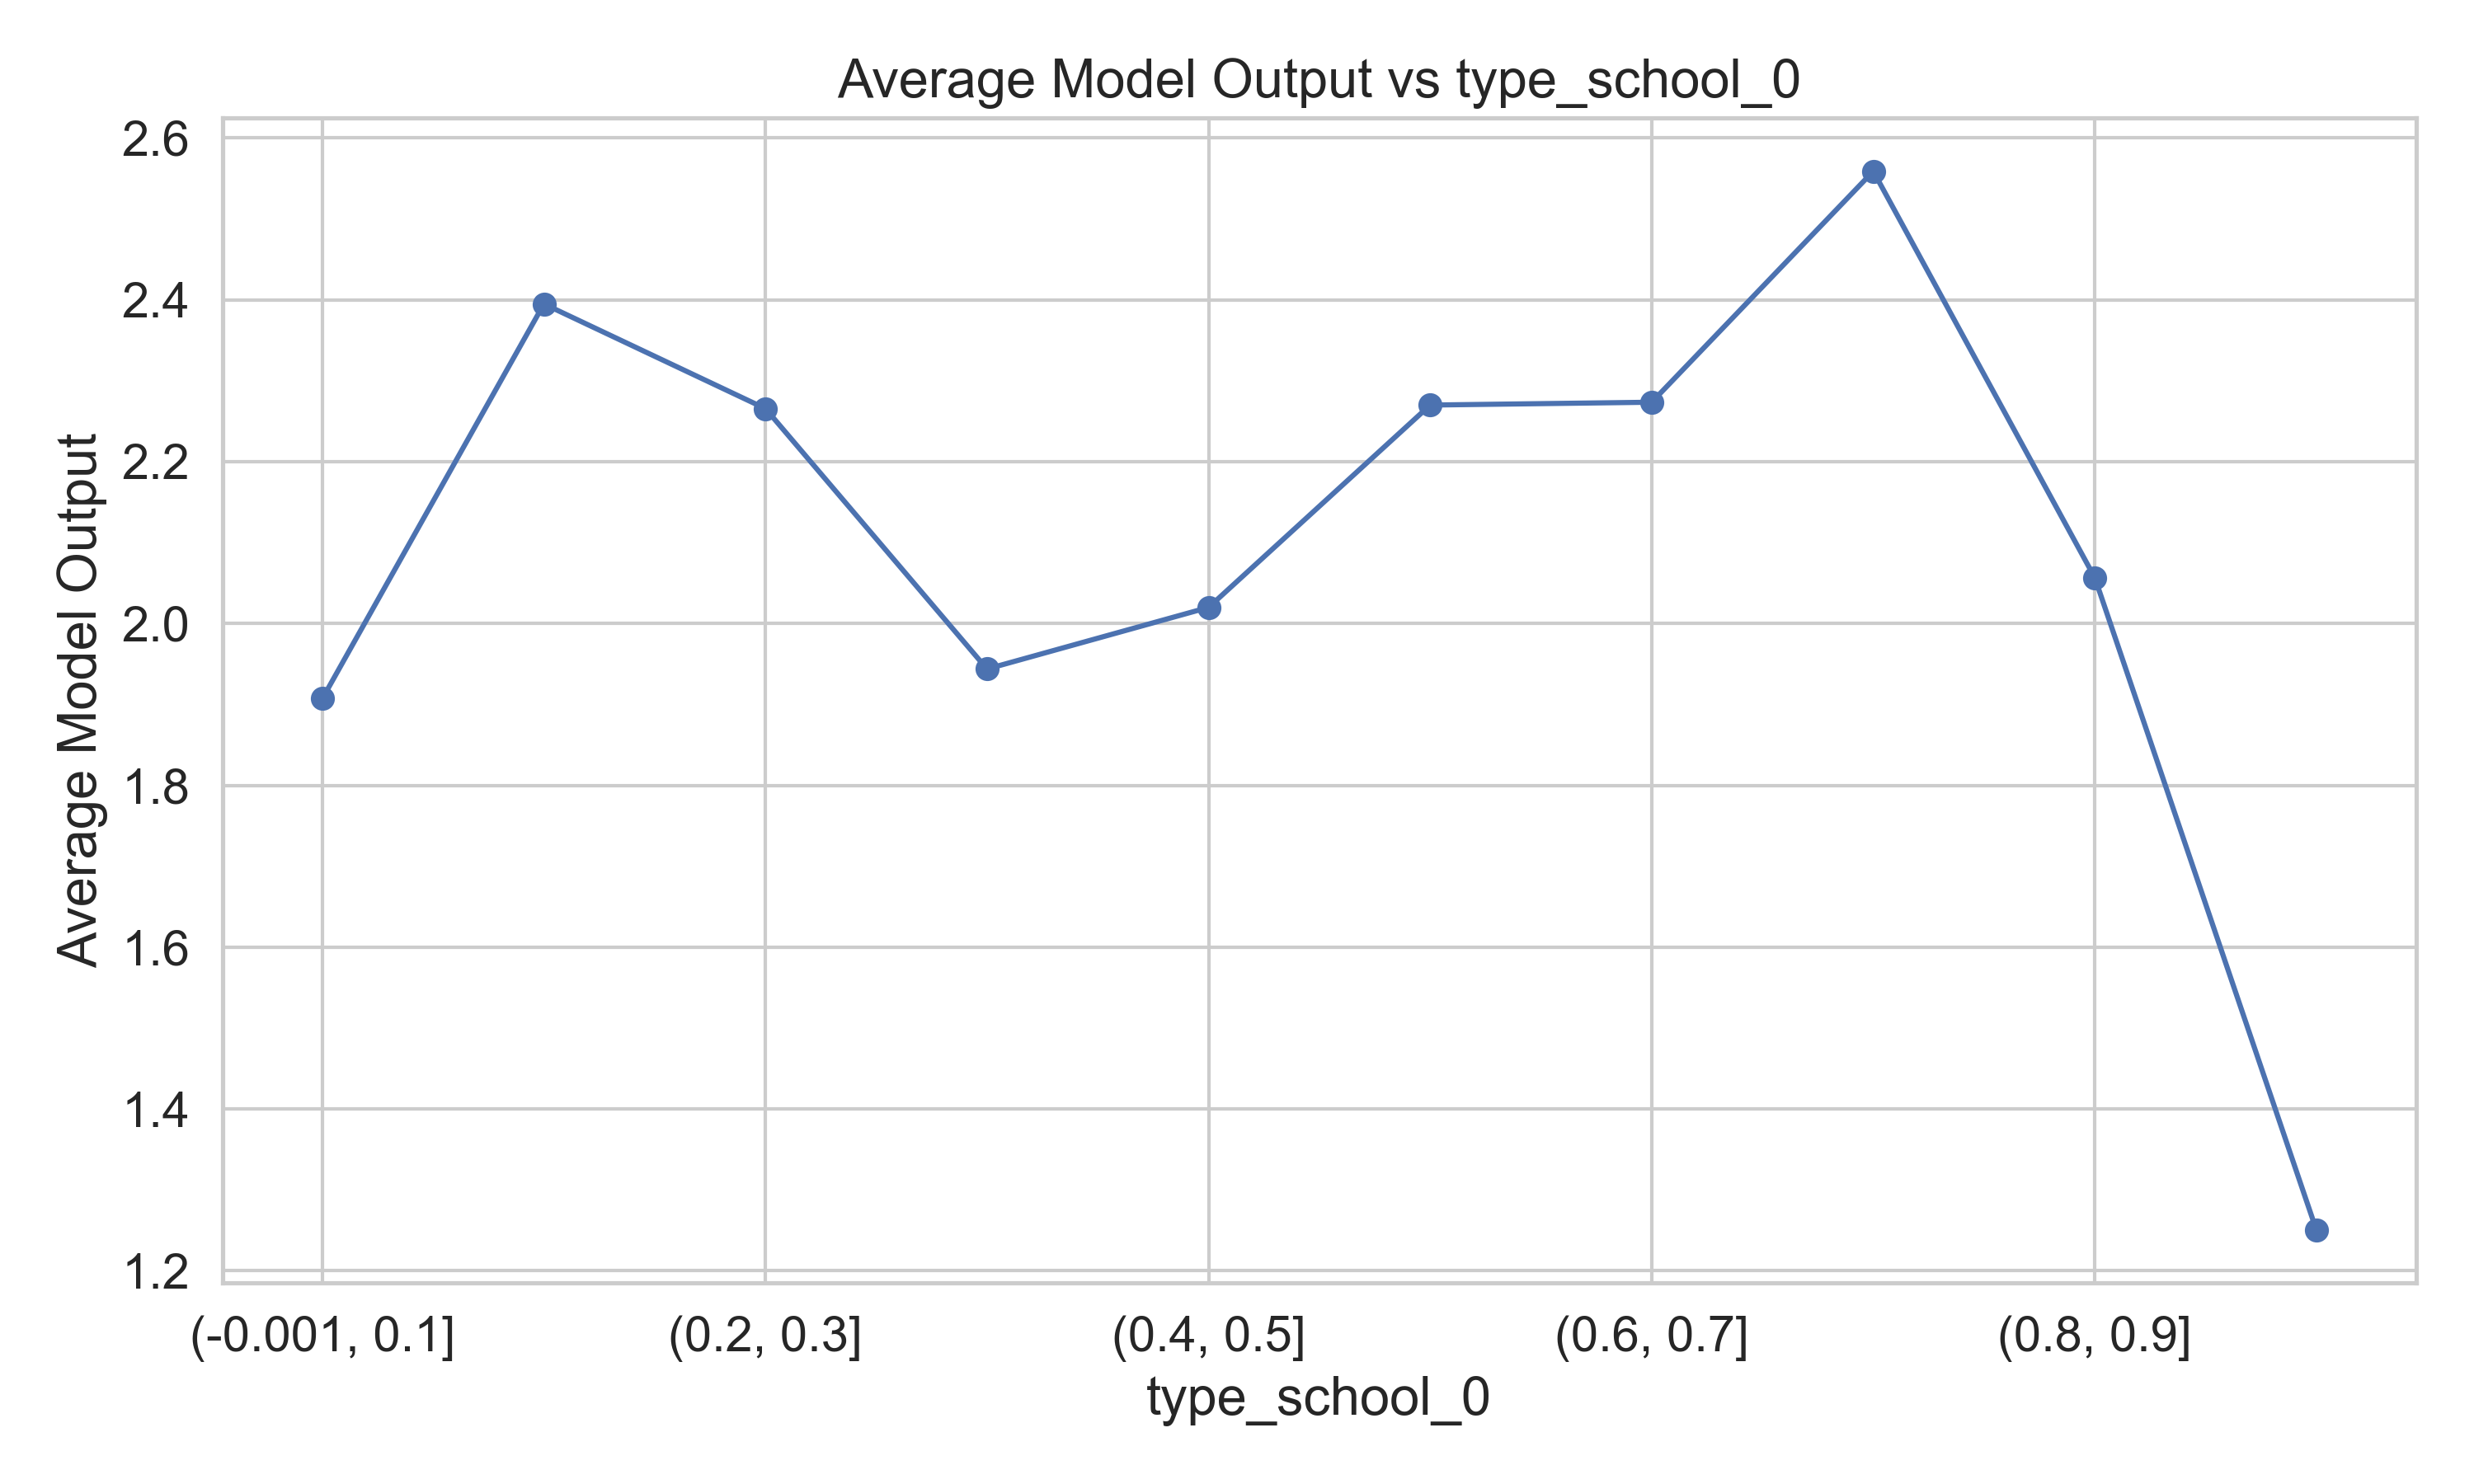 Average Model Output vs type_school_0
2.6
2.4
2.2
2.0
1.8
1.6
1.4
1.2
Average Model Output
(-0.001, 0.1] (0.2, 0.3] (0.4, 0.5] (0.6, 0.7] (0.8, 0.9]
type_school_0